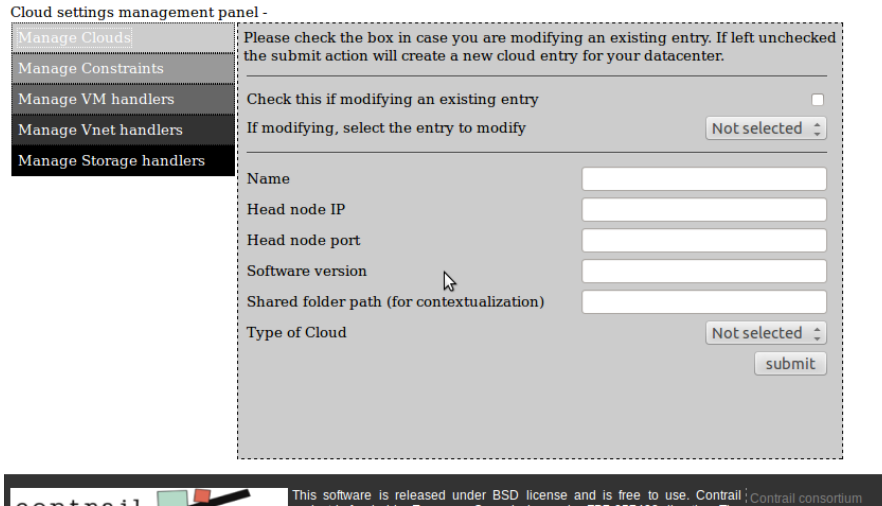 Cloud settings management panel -
Manage Clouds
Manage Constraints
Manage VM handlers
Manage Vnet handlers
Manage Storage handlers
Please check the box in case you are modifying an existing entry. If left unchecked
the submit action will create a new cloud entry for your datacenter.
Check this if modifying an existing entry
If modifying, select the entry to modify
Not selected
Name
Head node IP
Head node port
Software version
Shared folder path (for contextualization)
Type of Cloud
Not selected
submit
contrail
This software is released under BSD license and is free to use. Contrail
Contrail consortium